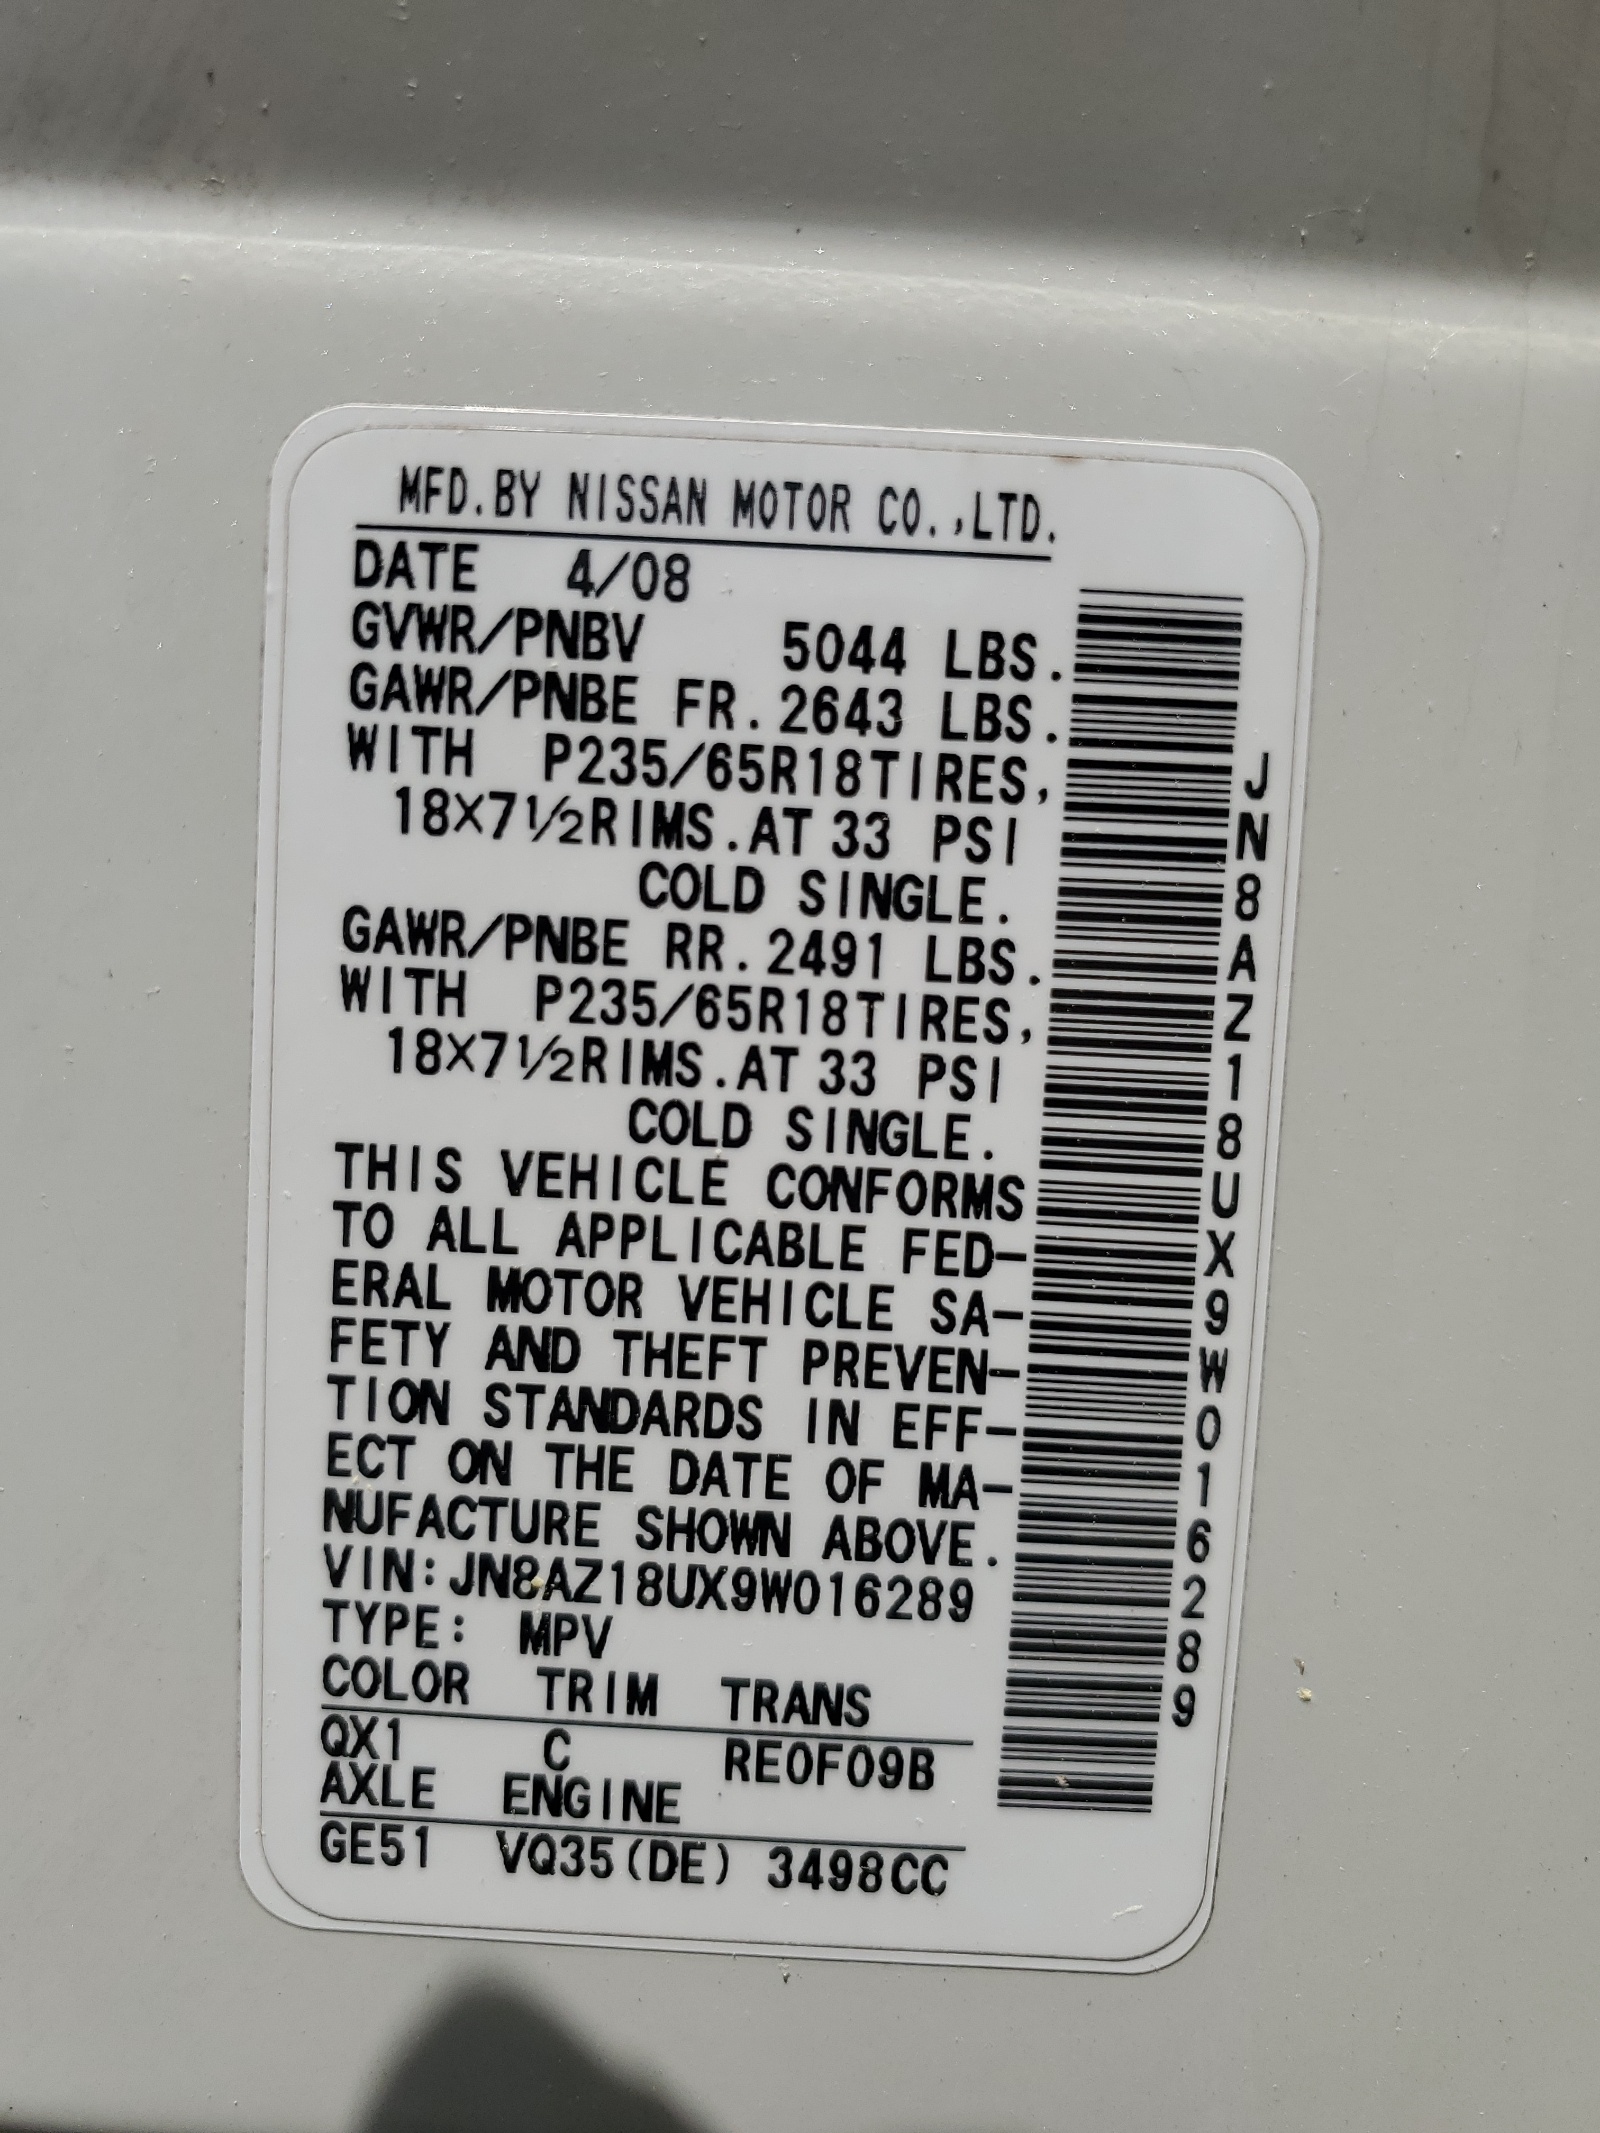 MFD.BY NISSAN MOTOR CO.,LTD.
DATE 4/08
GVWR/PNBV 5044 LBS.
GAWR/PNBE FR. 2643 LBS.
WITH P235/65R18TIRES,
18X7½RIMS.AT 33 PSI
COLD SINGLE.
GAWR/PNBE RR. 2491 LBS.
WITH P235/65R18TIRES,
18X7½RIMS.AT 33 PSI
COLD SINGLE.
THIS VEHICLE CONFORMS
TO ALL APPLICABLE FED-
ERAL MOTOR VEHICLE SA-
FETY AND THEFT PREVEN-
TION STANDARDS IN EFF-
ECT ON THE DATE OF MA-
NUFACTURE SHOWN ABOVE.
VIN:JN8AZ18UX9W016289
TYPE: MPV
COLOR TRIM TRANS
QX1 C RE0F09B
AXLE ENGINE
GE51 VQ35(DE) 3498CC
JN8AZ18UX9W016289